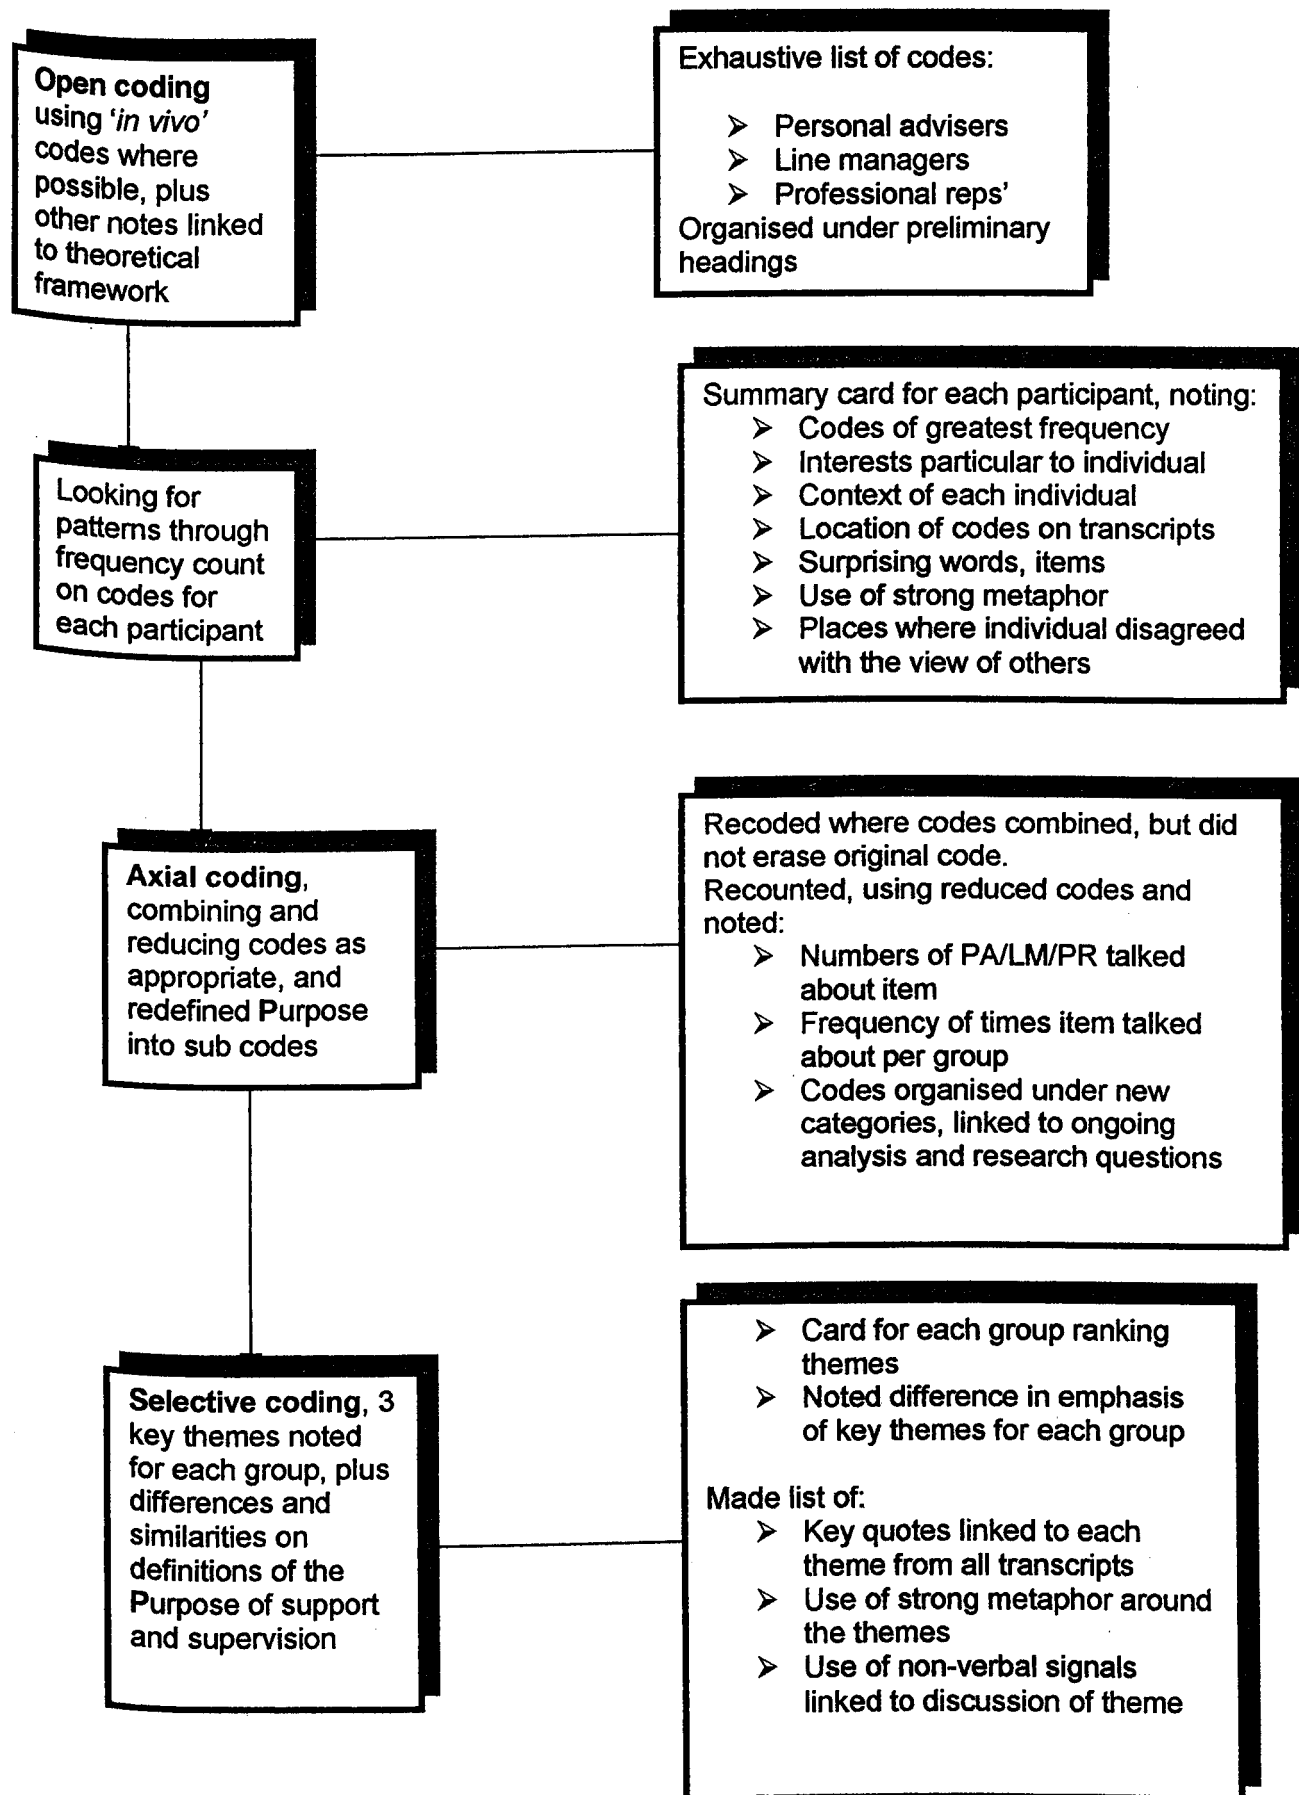 Open coding
using 'in vivo'
codes where
possible, plus
other notes linked
to theoretical
framework
Exhaustive list of codes:
➢ Personal advisers
➢ Line managers
➢ Professional reps'
Organised under preliminary
headings
Looking for
patterns through
frequency count
on codes for
each participant
Summary card for each participant, noting:
➢ Codes of greatest frequency
➢ Interests particular to individual
➢ Context of each individual
➢ Location of codes on transcripts
➢ Surprising words, items
➢ Use of strong metaphor
➢ Places where individual disagreed
with the view of others
Axial coding,
combining and
reducing codes as
appropriate, and
redefined Purpose
into sub codes
Recoded where codes combined, but did
not erase original code.
Recounted, using reduced codes and
noted:
➢ Numbers of PA/LM/PR talked
about item
➢ Frequency of times item talked
about per group
➢ Codes organised under new
categories, linked to ongoing
analysis and research questions
Selective coding, 3
key themes noted
for each group, plus
differences and
similarities on
definitions of the
Purpose of support
and supervision
➢ Card for each group ranking
themes
➢ Noted difference in emphasis
of key themes for each group
Made list of:
➢ Key quotes linked to each
theme from all transcripts
➢ Use of strong metaphor around
the themes
➢ Use of non-verbal signals
linked to discussion of theme